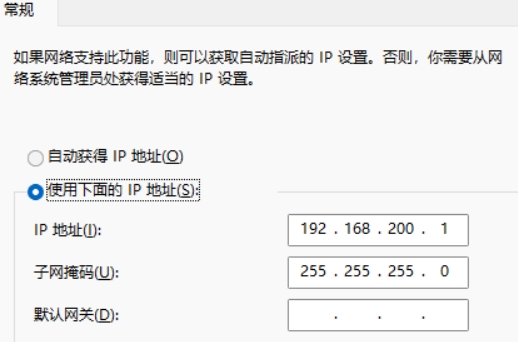 常规
如果网络支持此功能，则可以获取自动指派的 IP 设置。否则，你需要从网
络系统管理员处获得适当的 IP 设置。
自动获得 IP 地址(O)
使用下面的 IP 地址(S):
IP 地址(I): 192 . 168 . 200 . 1
子网掩码(U): 255 . 255 . 255 . 0
默认网关(D): . . .